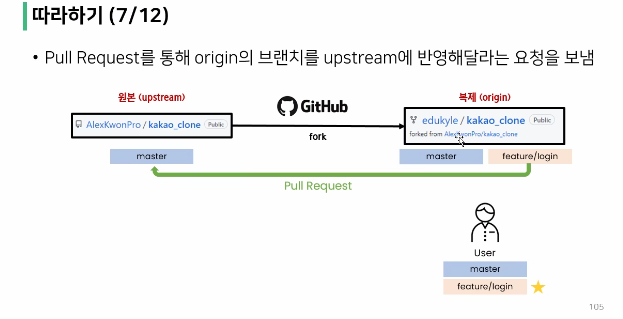 따라하기 (7/12)
• Pull Request를 통해 origin의 브랜치를 upstream에 반영해달라는 요청을 보냄
원본 (upstream)
GitHub
복제 (origin)
AlexKwonPro / kakao_clone Public
fork
edukyle / kakao_clone Public
forked from AlexKwonPro/kakao_clone
master
master
feature/login
Pull Request
User
master
feature/login
105